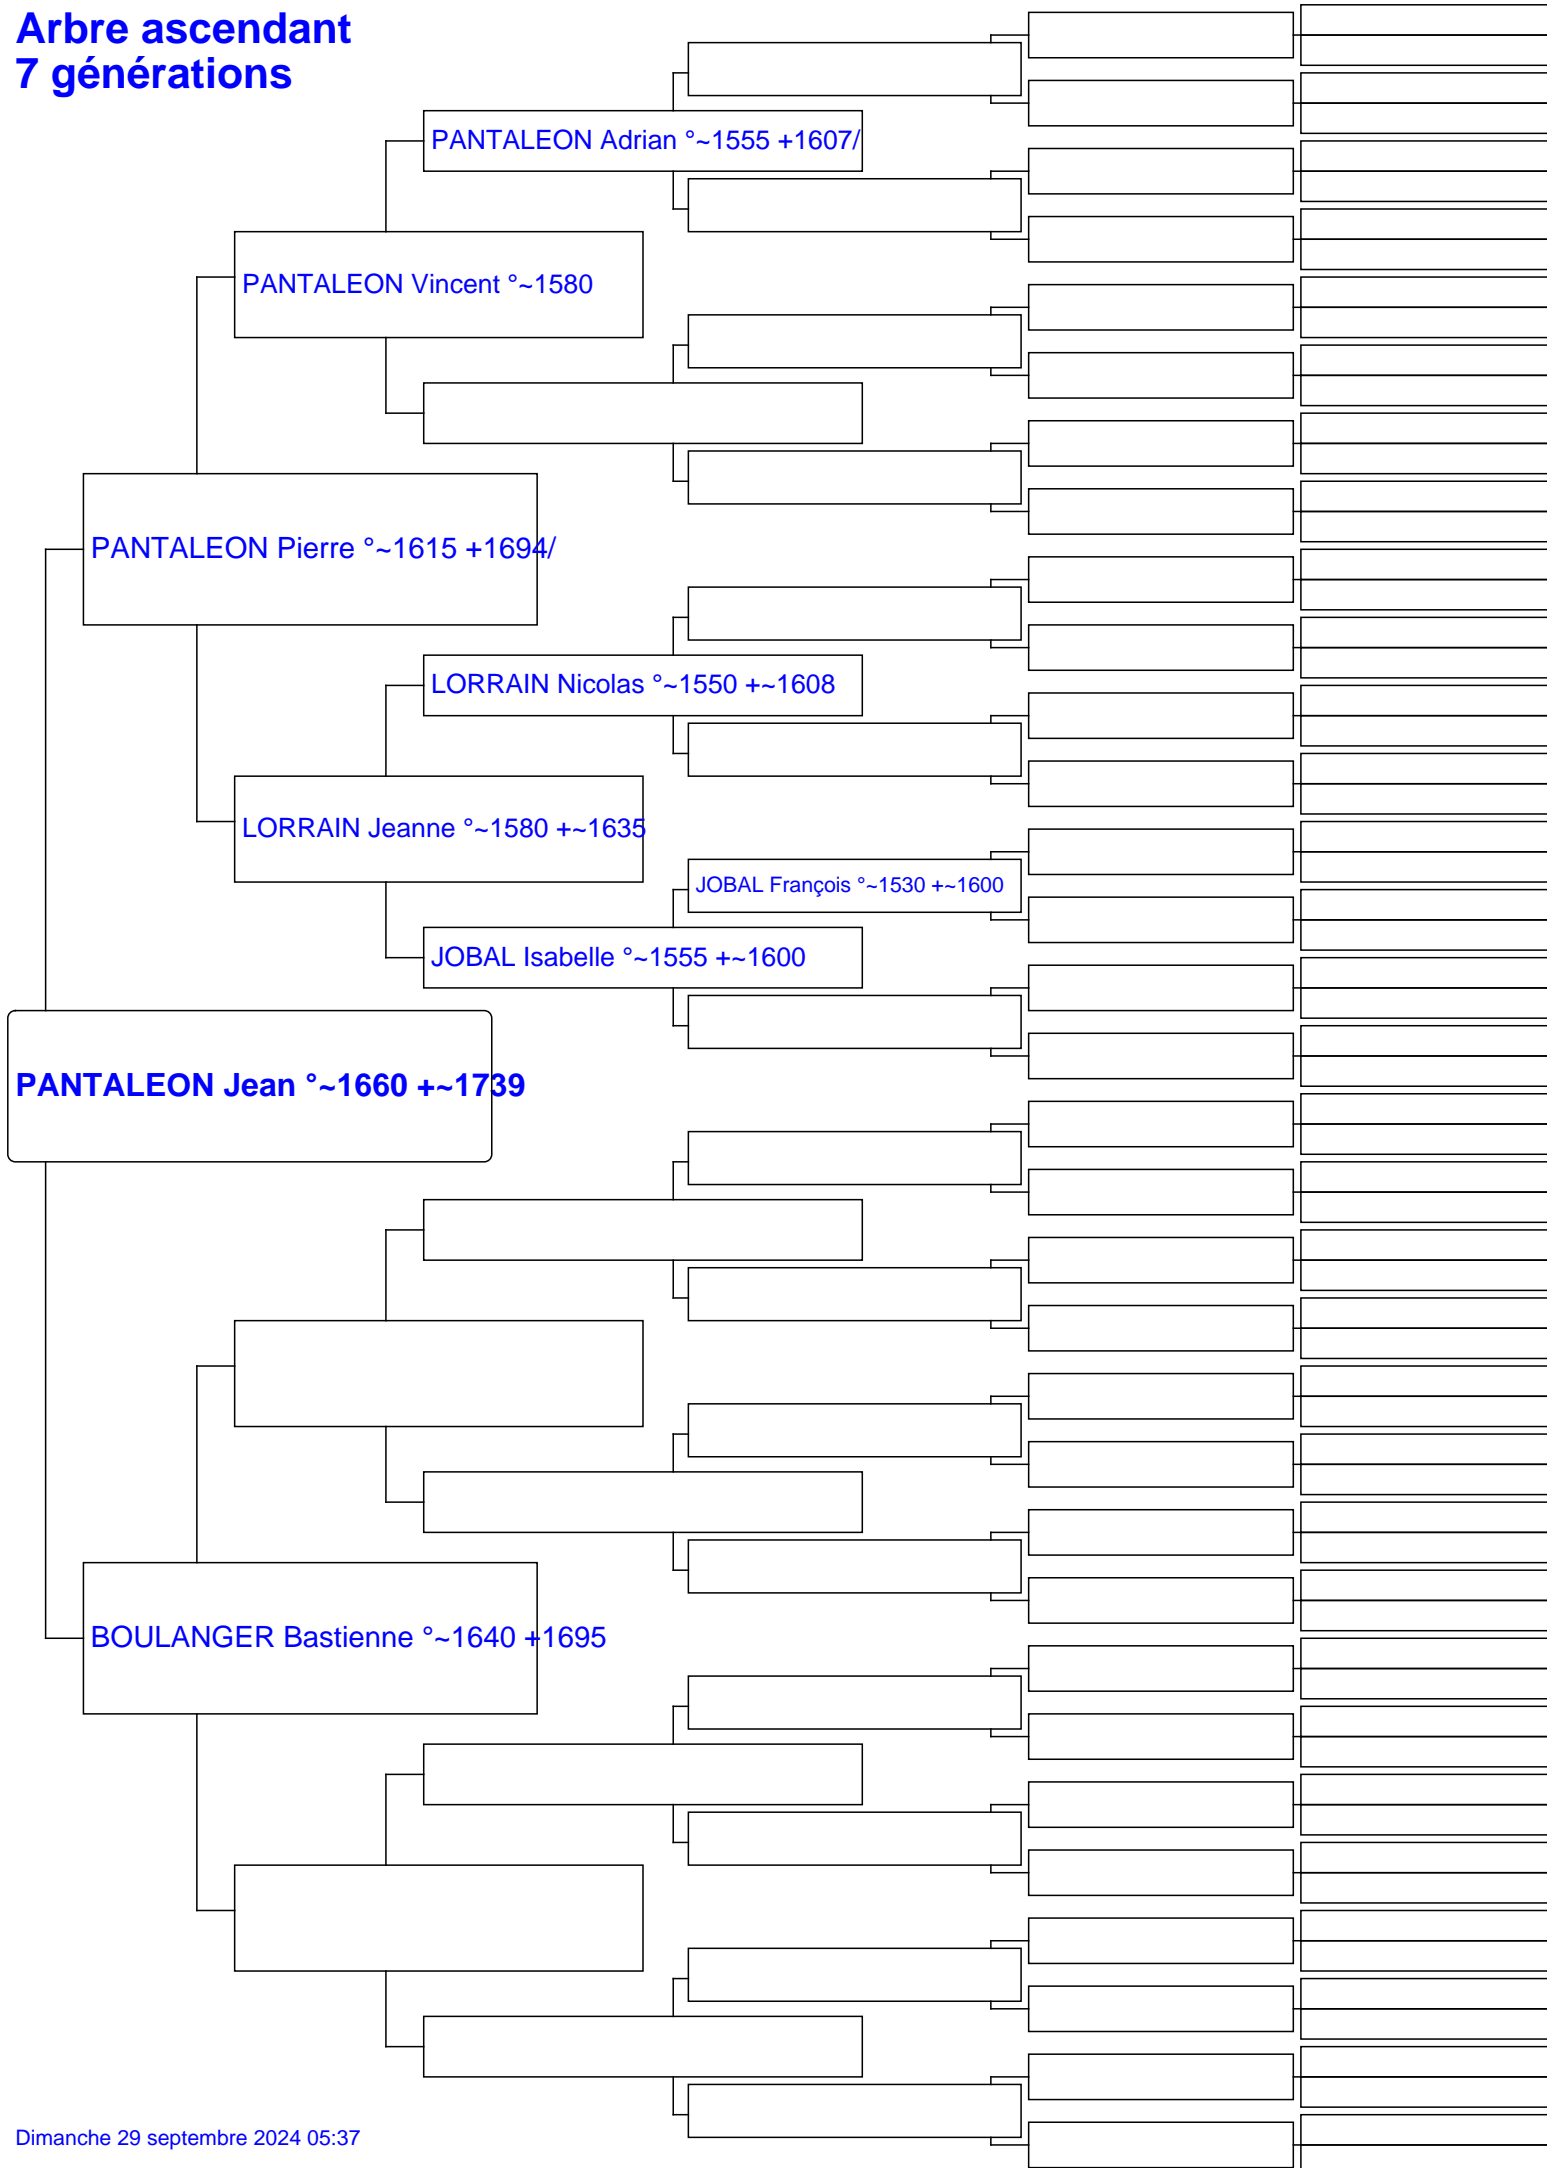 Arbre ascendant
7 générations
PANTALEON Adrian °~1555 +1607/
PANTALEON Vincent °~1580
PANTALEON Pierre °~1615 +1694/
LORRAIN Nicolas °~1550 +~1608
LORRAIN Jeanne °~1580 +~1635
JOBAL François °~1530 +~1600
JOBAL Isabelle °~1555 +~1600
PANTALEON Jean °~1660 +~1739
BOULANGER Bastienne °~1640 +1695
Dimanche 29 septembre 2024 05:37